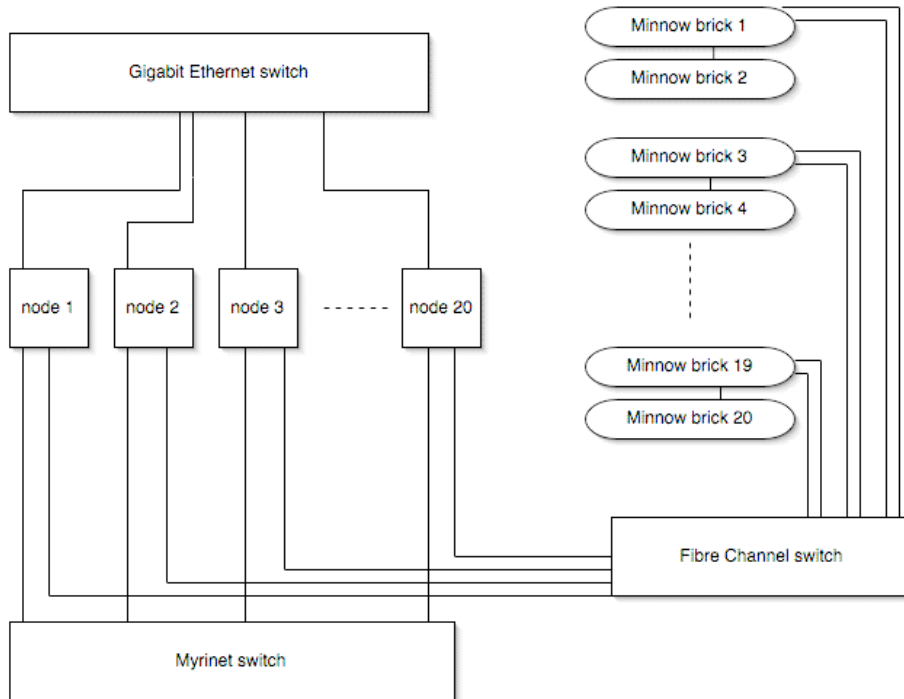 Minnow brick 1
Gigabit Ethernet switch
Minnow brick 2
Minnow brick 3
Minnow brick 4
node 1
node 2
node 3
node 20
Minnow brick 19
Minnow brick 20
Fibre Channel switch
Myrinet switch